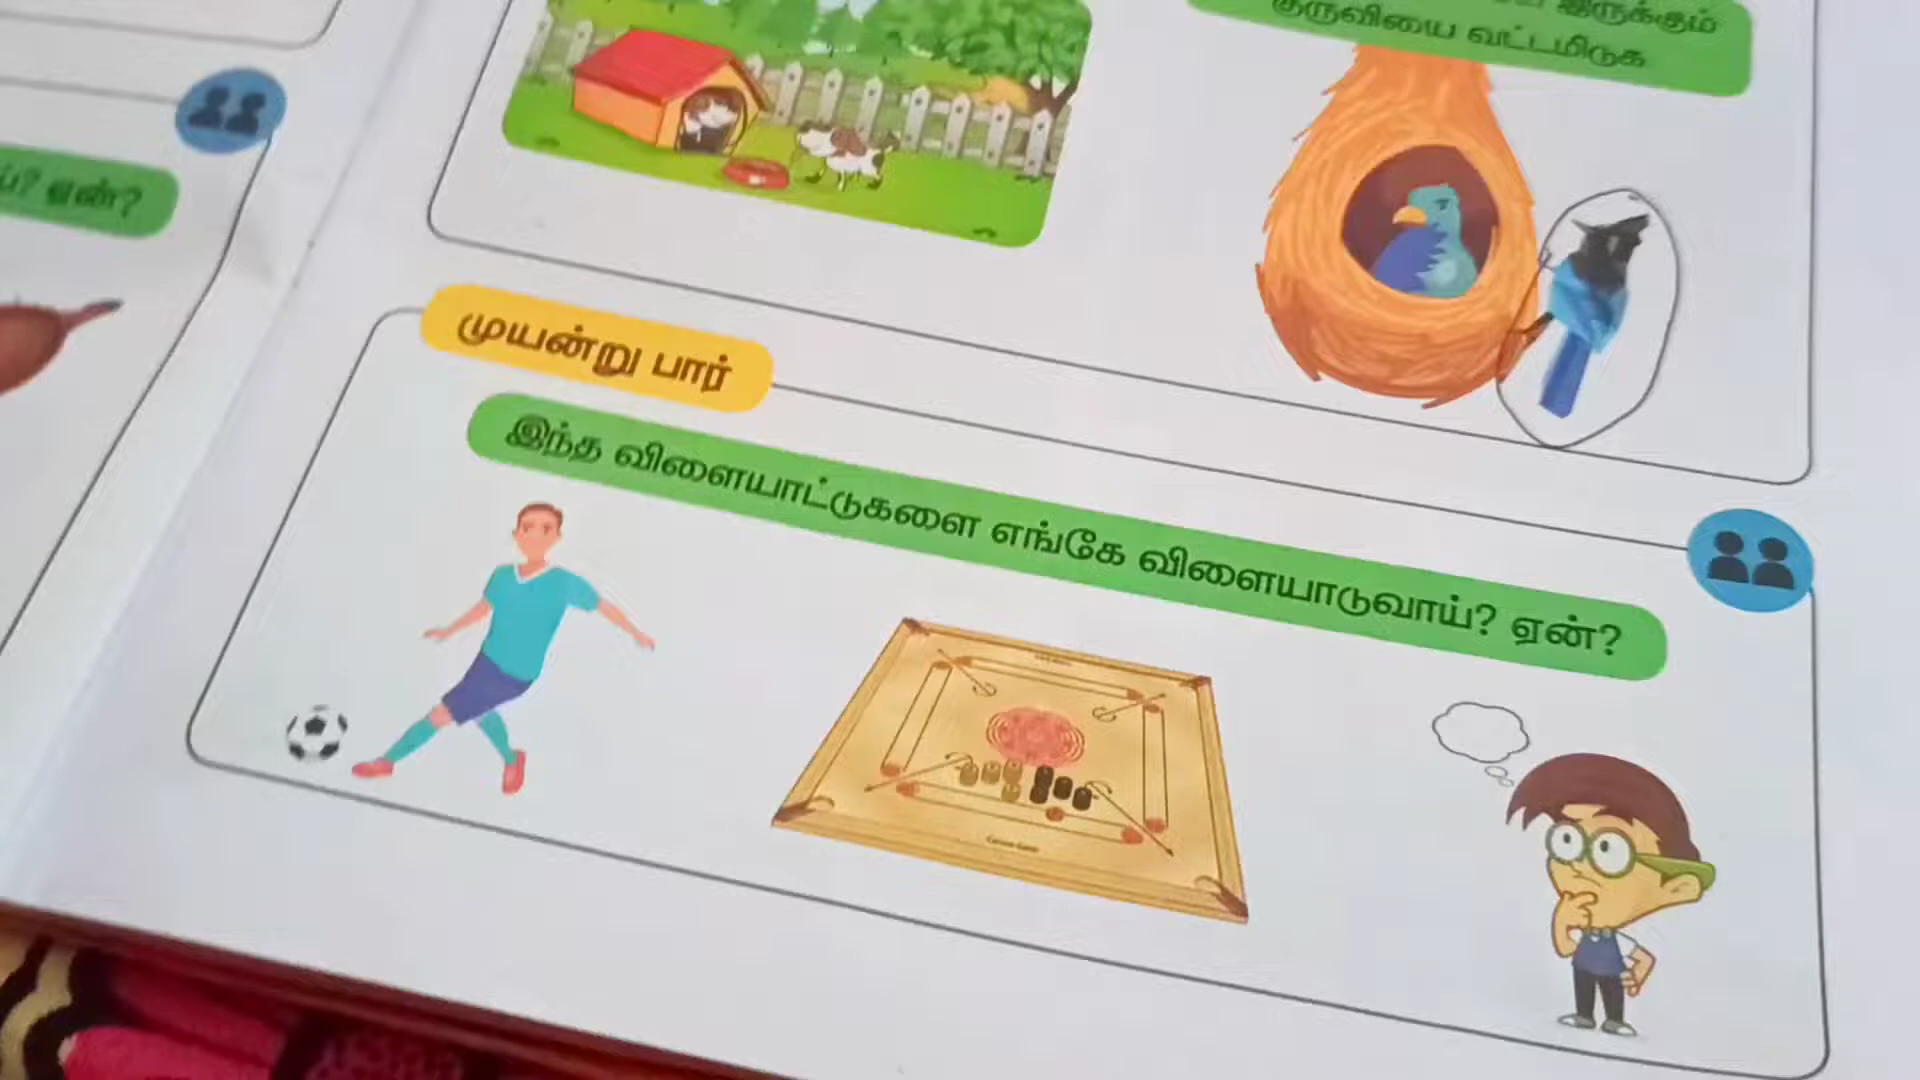 இருக்கும்
குருவியை வட்டமிடுக
ஏன்?
முயன்று பார்
இந்த விளையாட்டுகளை எங்கே விளையாடுவாய்? ஏன்?